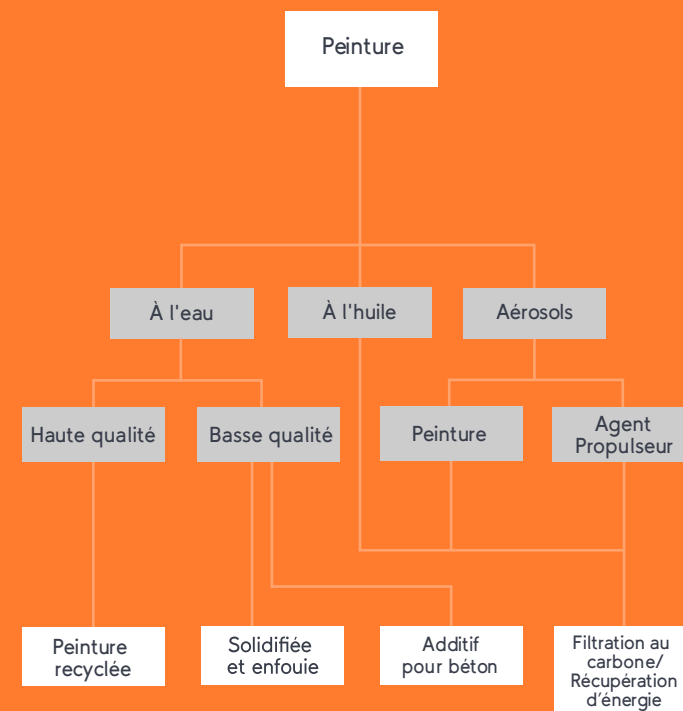 Peinture
À l'eau
À l'huile
Aérosols
Haute qualité
Basse qualité
Peinture
Agent
Propulseur
Peinture
recyclée
Solidifiée
et enfouie
Additif
pour béton
Filtration au
carbone/
Récupération
d’énergie